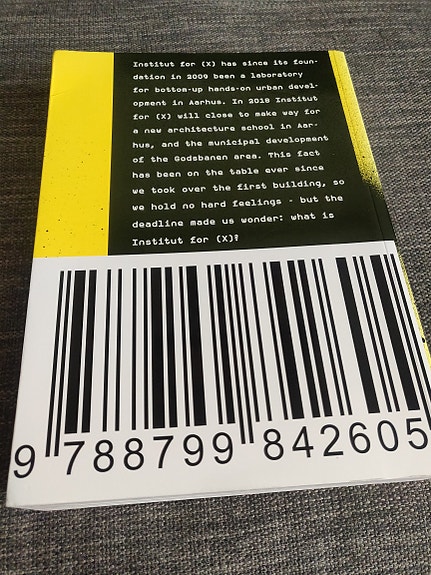 Institut for (X) has since its foun-
dation in 2009 been a laboratory
for bottom-up hands-on urban devel-
opment in Aarhus. In 2018 Institut
for (X) will close to make way for
a new architecture school in Aar-
hus, and the municipal development
of the Godsbanen area. This fact
has been on the table ever since
we took over the first building, so
we hold no hard feelings - but the
deadline made us wonder: what is
Institut for (X)?
9 788799 842605